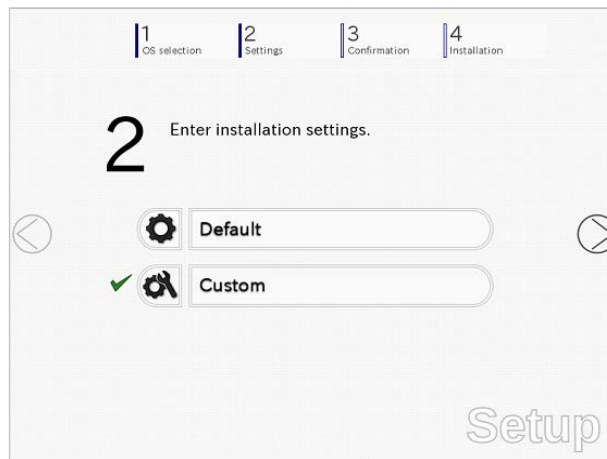 1
OS selection
2
Settings
3
Confirmation
4
Installation
2
Enter installation settings.
Default
Custom
Setup